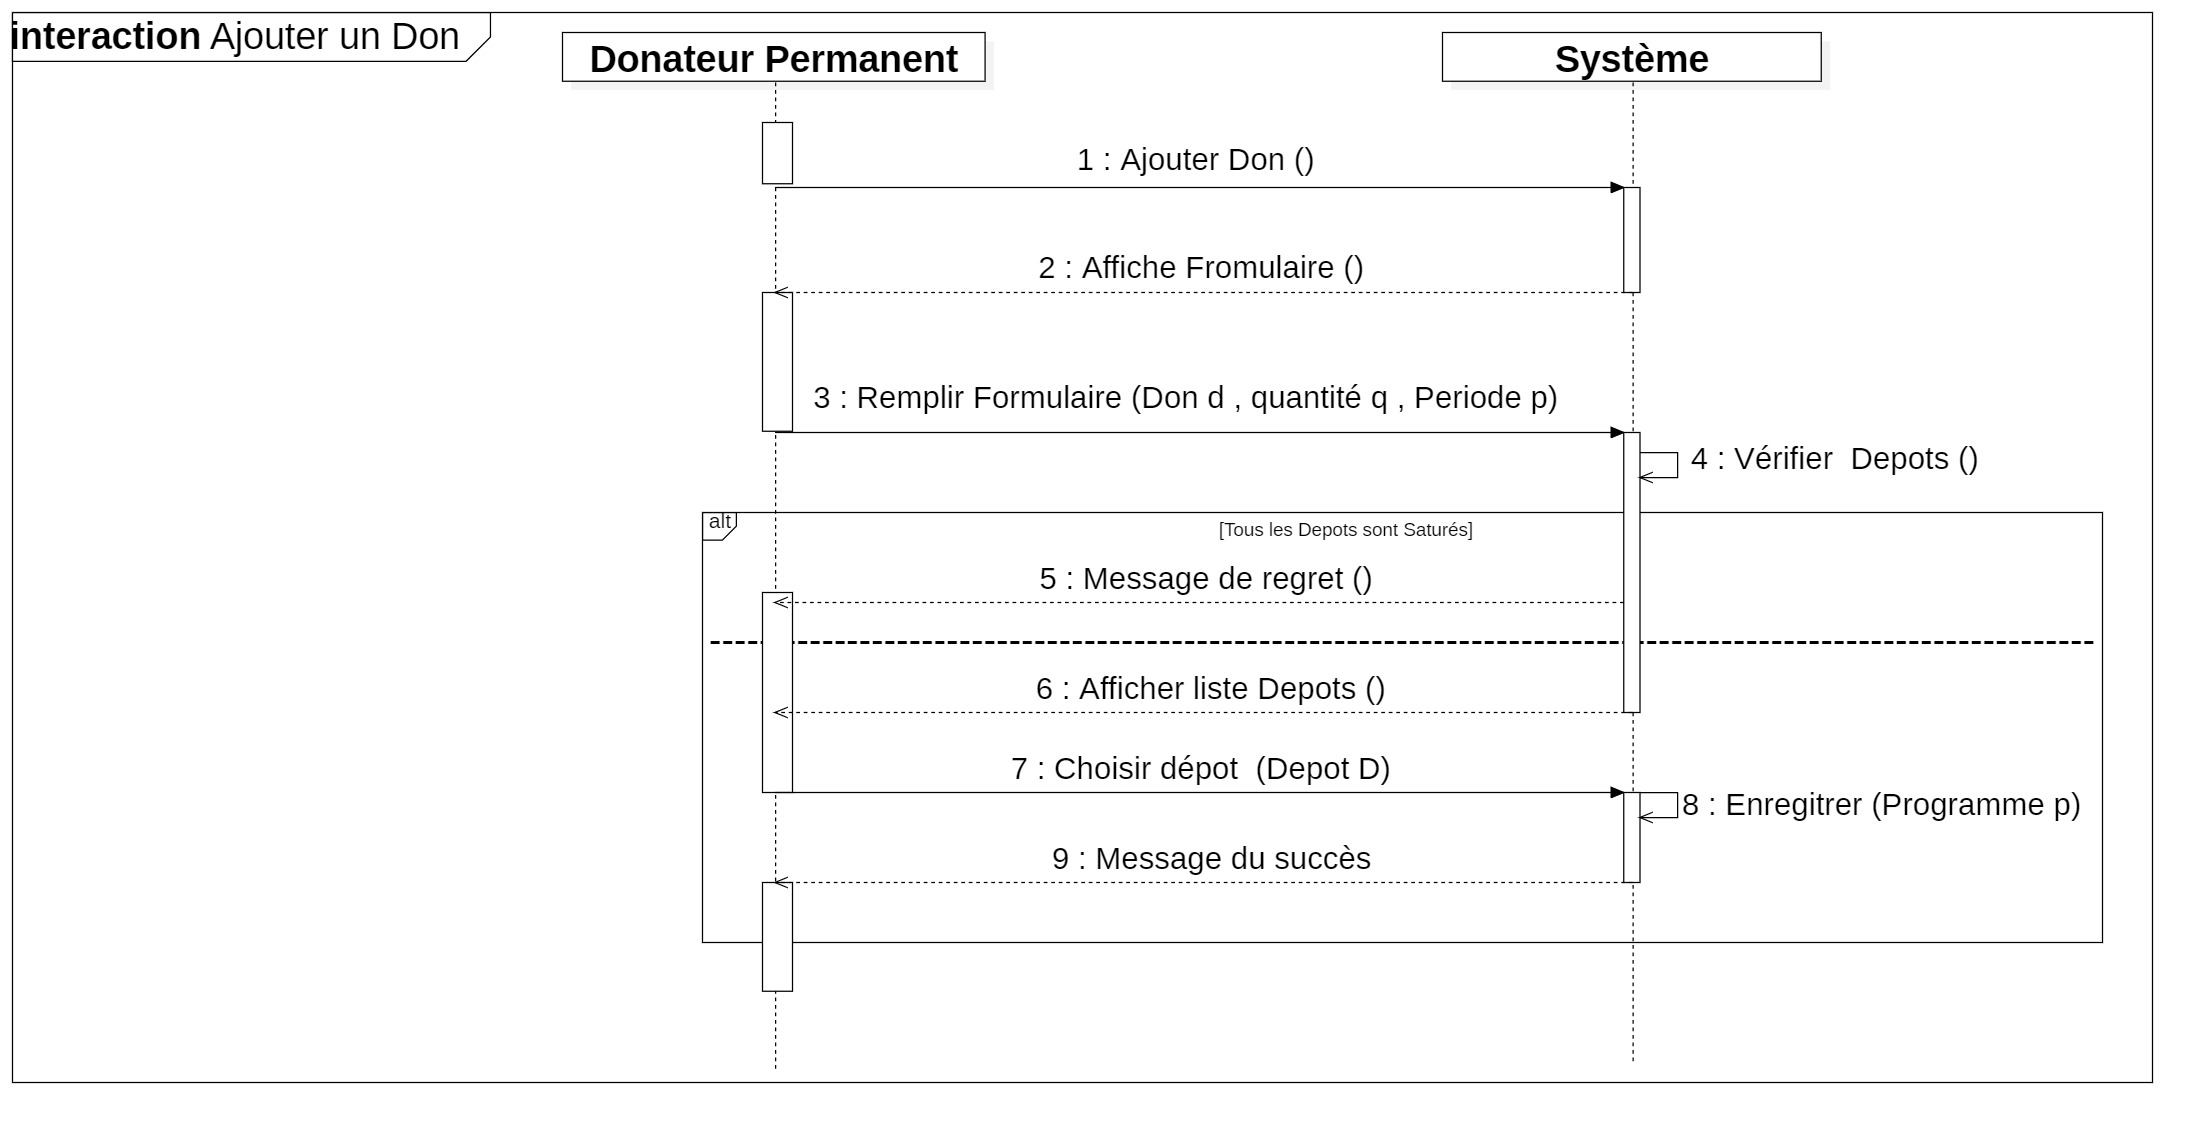 interaction Ajouter un Don
Donateur Permanent
Système
1 : Ajouter Don ()
2 : Affiche Fromulaire ()
3 : Remplir Formulaire (Don d , quantité q , Periode p)
4 : Vérifier  Depots ()
alt
[Tous les Depots sont Saturés]
5 : Message de regret ()
6 : Afficher liste Depots ()
7 : Choisir dépot  (Depot D)
8 : Enregitrer (Programme p)
9 : Message du succès